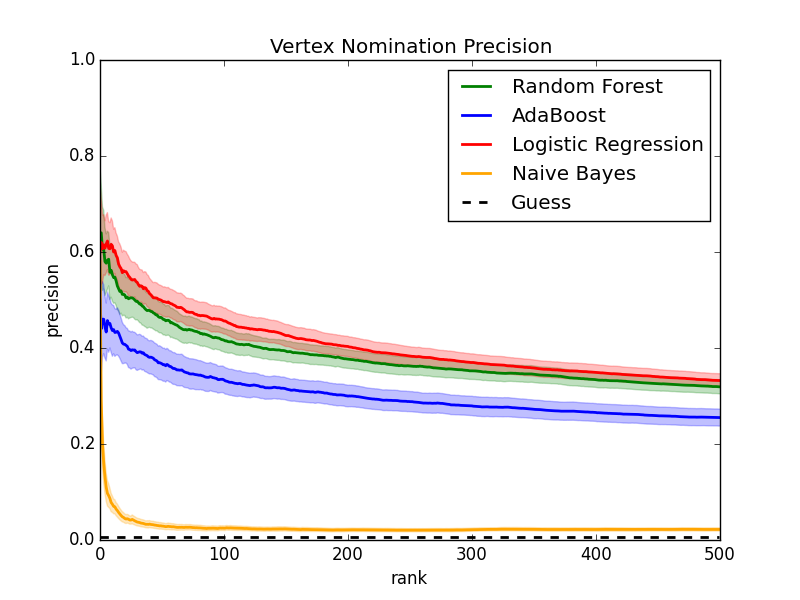 Vertex Nomination Precision
1.0
0.8
0.6
0.4
0.2
0.0
precision
Random Forest
AdaBoost
Logistic Regression
Naive Bayes
Guess
0 100 200 300 400 500
rank